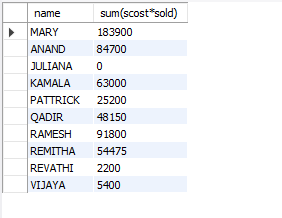 name sum(scost*sold)
MARY 183900
ANAND 84700
JULIANA 0
KAMALA 63000
PATTRICK 25200
QADIR 48150
RAMESH 91800
REMITHA 54475
REVATHI 2200
VIJAYA 5400